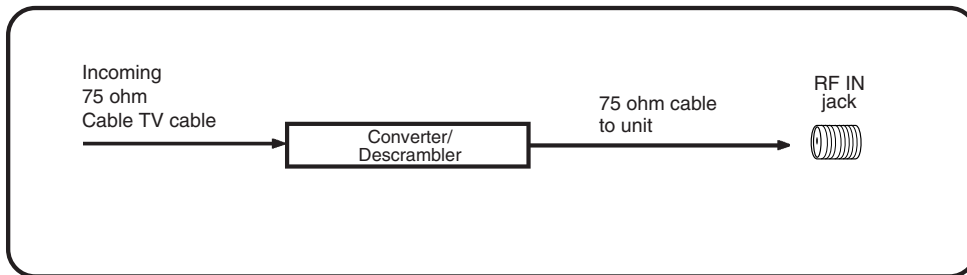 Incoming
75 ohm
Cable TV cable
Converter/
Descrambler
75 ohm cable
to unit
RF IN
jack